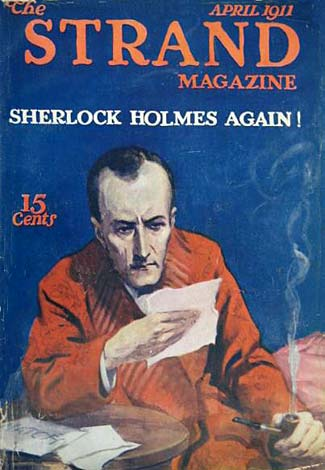 The
APRIL 1911
STRAND
MAGAZINE
SHERLOCK HOLMES AGAIN!
15
Cents